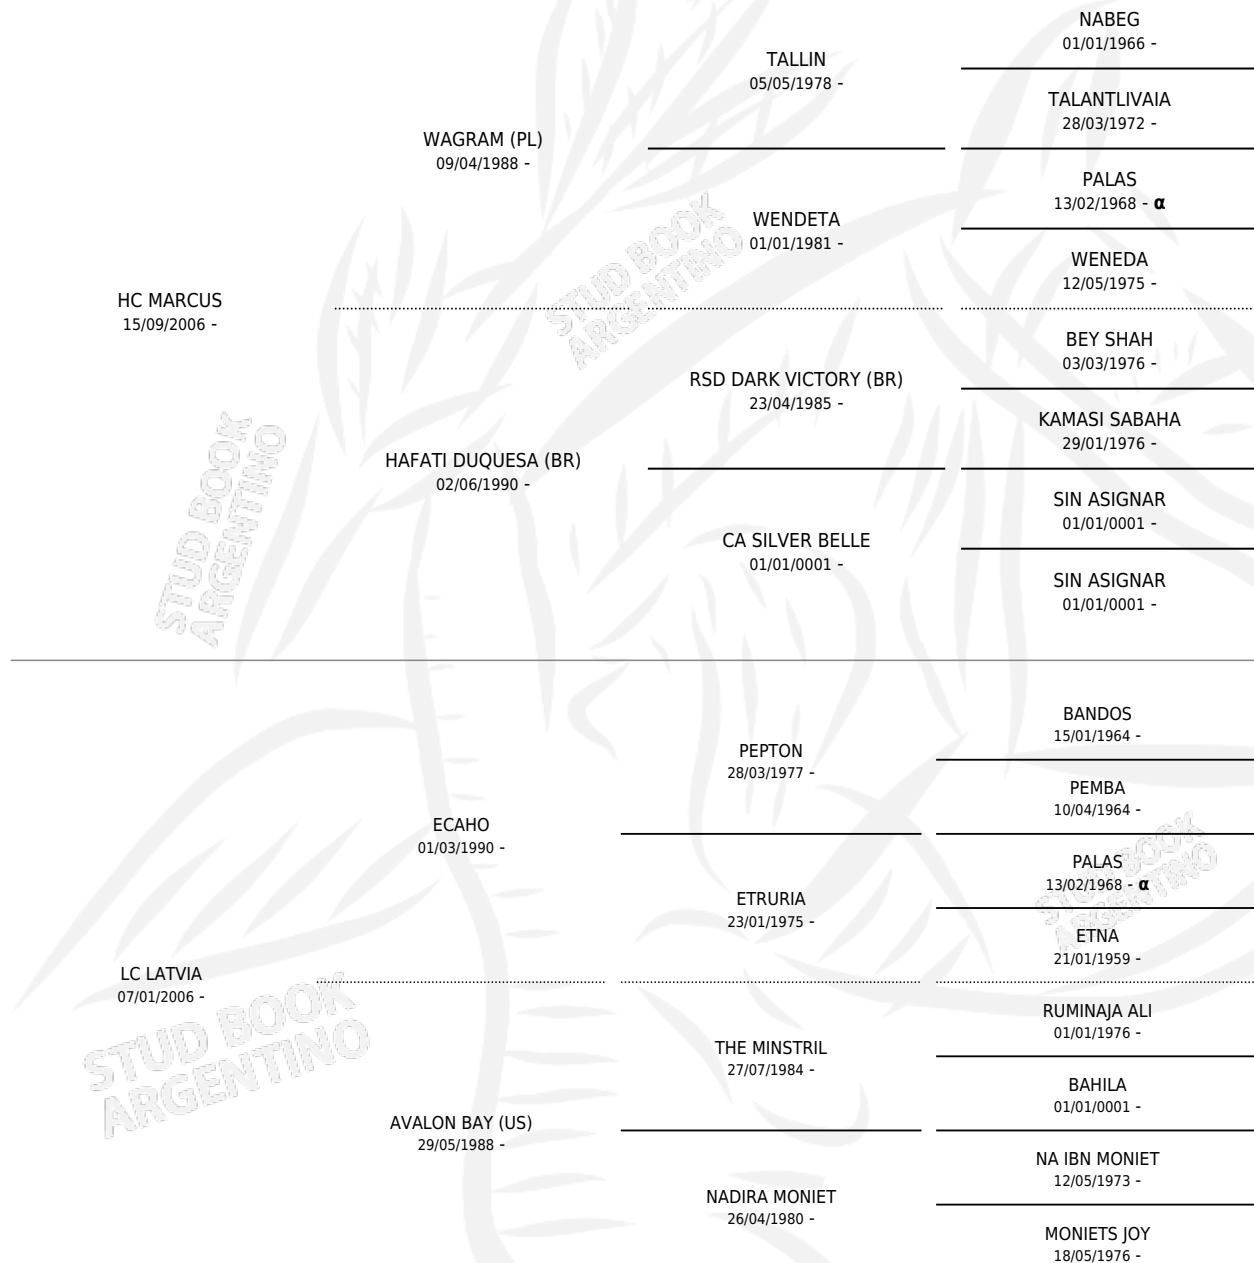 NABEG
01/01/1966 -
TALLIN
05/05/1978 -
TALANTLIVAIA
28/03/1972 -
WAGRAM (PL)
09/04/1988 -
PALAS
13/02/1968 - α
WENDETA
01/01/1981 -
WENEDA
12/05/1975 -
HC MARCUS
15/09/2006 -
BEY SHAH
03/03/1976 -
RSD DARK VICTORY (BR)
23/04/1985 -
KAMASI SABAHA
29/01/1976 -
HAFATI DUQUESA (BR)
02/06/1990 -
SIN ASIGNAR
01/01/0001 -
CA SILVER BELLE
01/01/0001 -
SIN ASIGNAR
01/01/0001 -
BANDOS
15/01/1964 -
PEPTON
28/03/1977 -
PEMBA
10/04/1964 -
ECAHO
01/03/1990 -
PALAS
13/02/1968 - α
ETRURIA
23/01/1975 -
ETNA
21/01/1959 -
LC LATVIA
07/01/2006 -
RUMINAJA ALI
01/01/1976 -
THE MINSTRIL
27/07/1984 -
BAHILA
01/01/0001 -
AVALON BAY (US)
29/05/1988 -
NA IBN MONIET
12/05/1973 -
NADIRA MONIET
26/04/1980 -
MONIETS JOY
18/05/1976 -
STUD BOOK
ARGENTINO
STUD BOOK
ARGENTINO
STUD BOOK
ARGENTINO
STUD BOOK
ARGENTINO